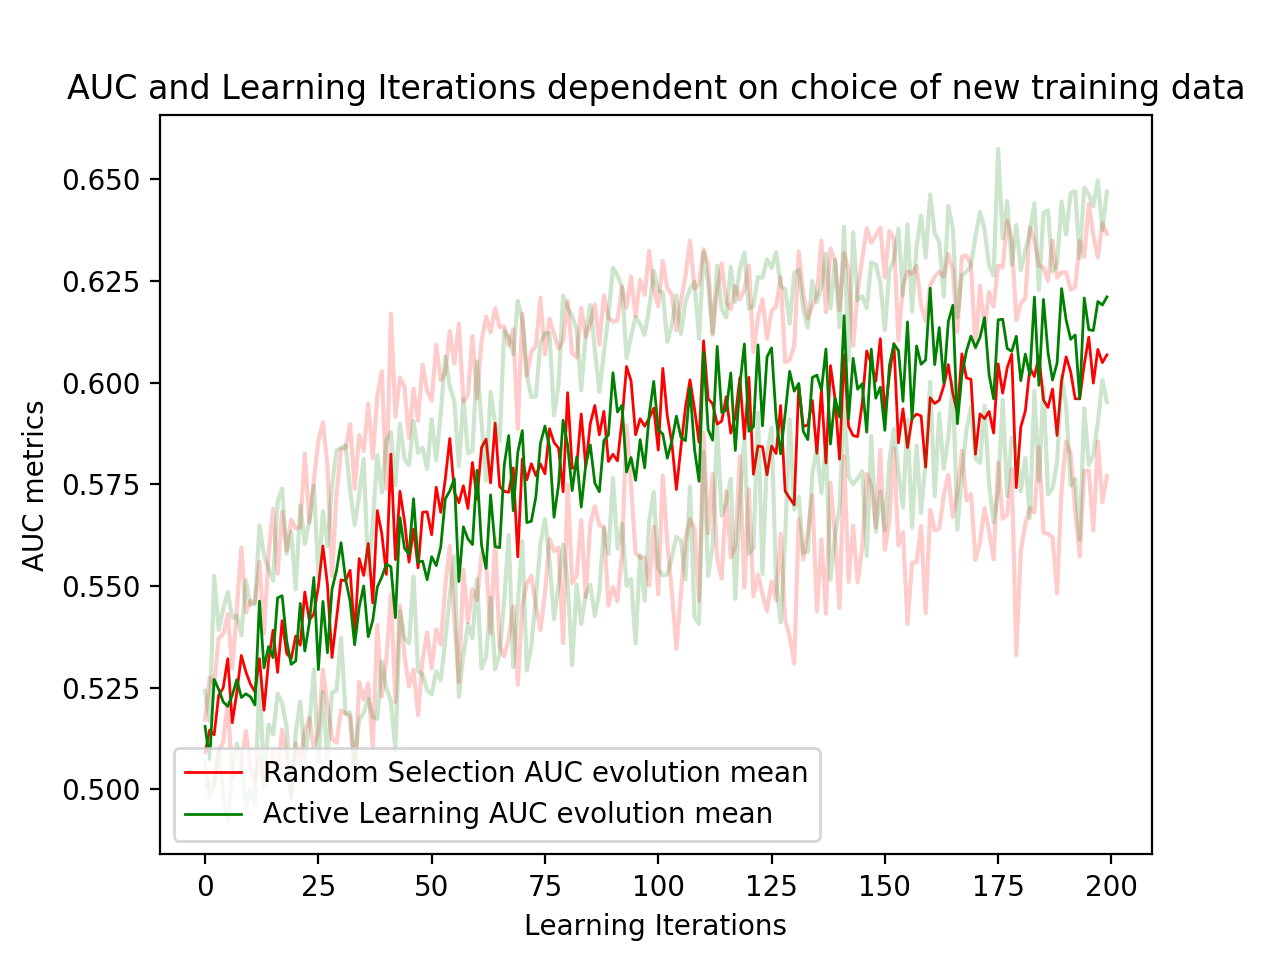 AUC and Learning Iterations dependent on choice of new training data
0.650
0.625
0.600
0.575
0.550
0.525
0.500
AUC metrics
Random Selection AUC evolution mean
Active Learning AUC evolution mean
0 25 50 75 100 125 150 175 200
Learning Iterations